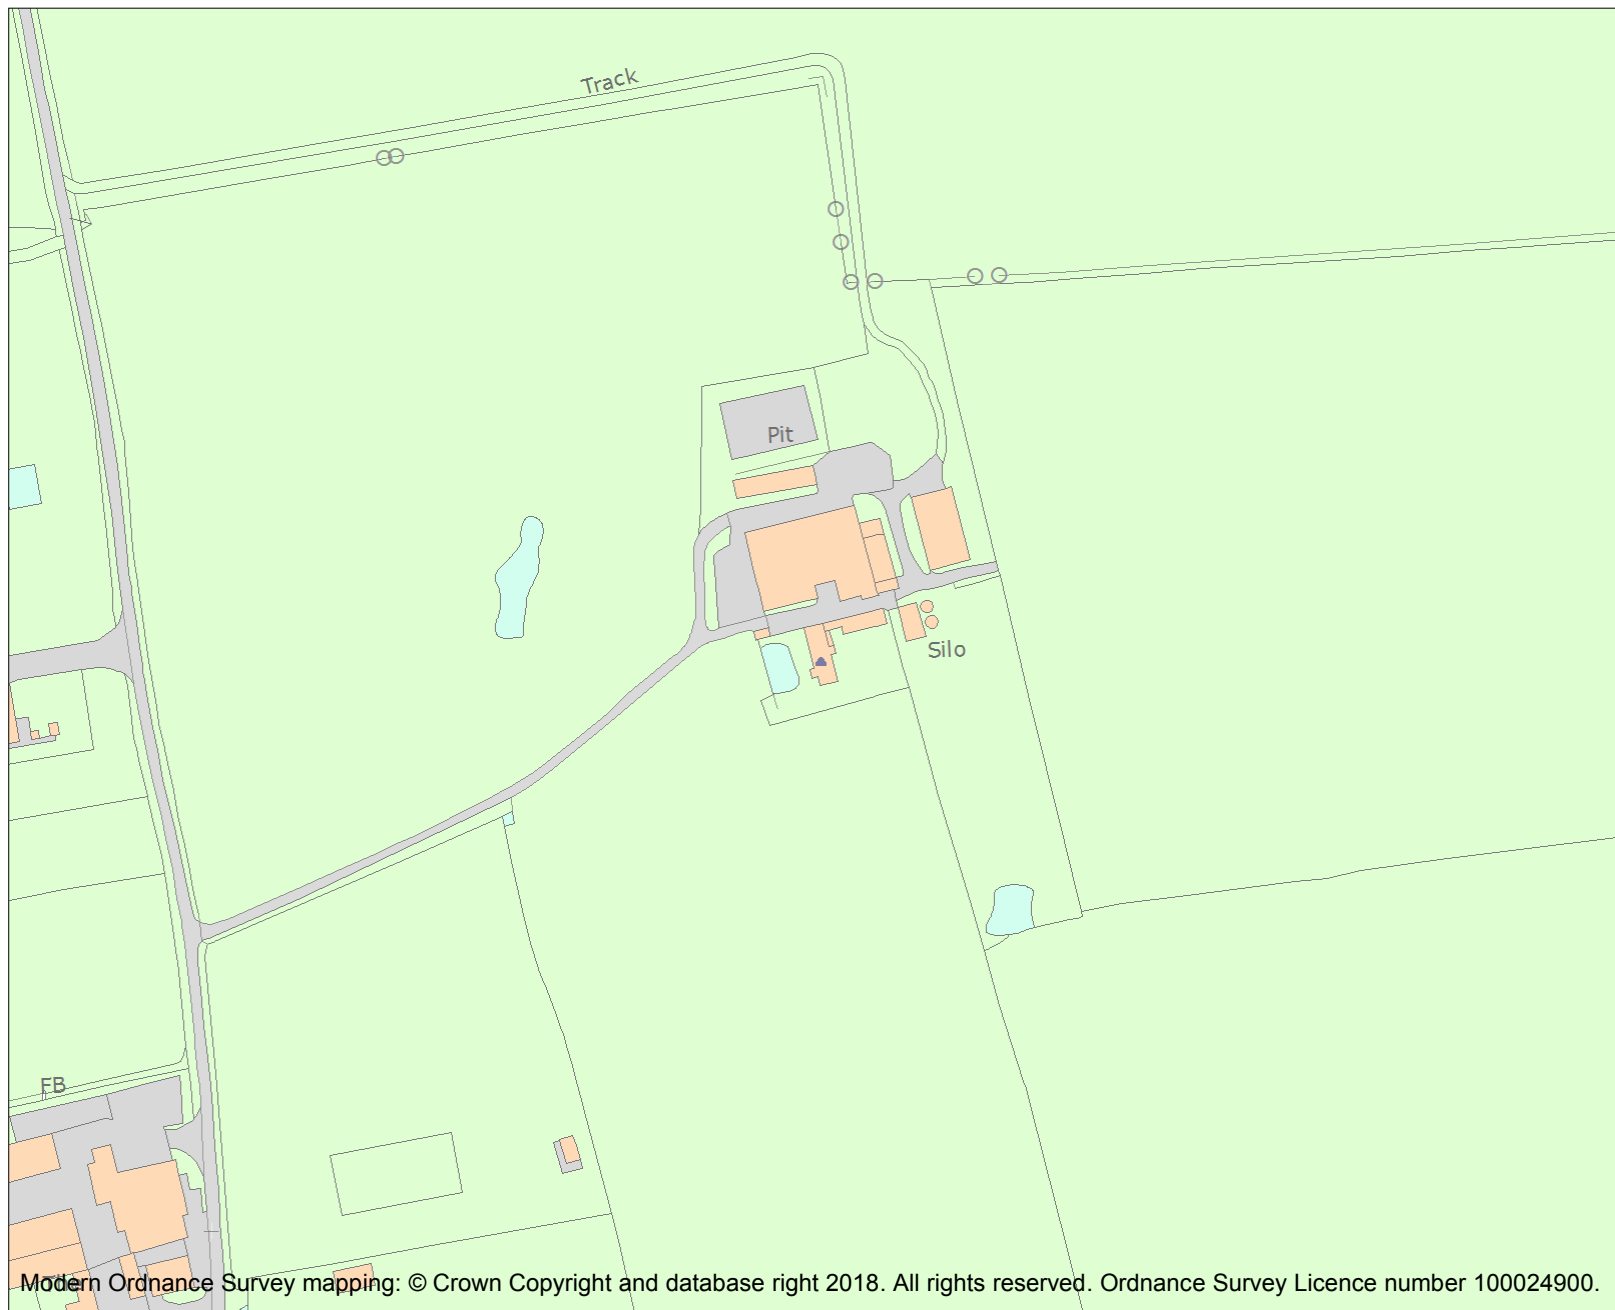 Track
Pit
Silo
FB
Modern Ordnance Survey mapping: © Crown Copyright and database right 2018. All rights reserved. Ordnance Survey Licence number 100024900.